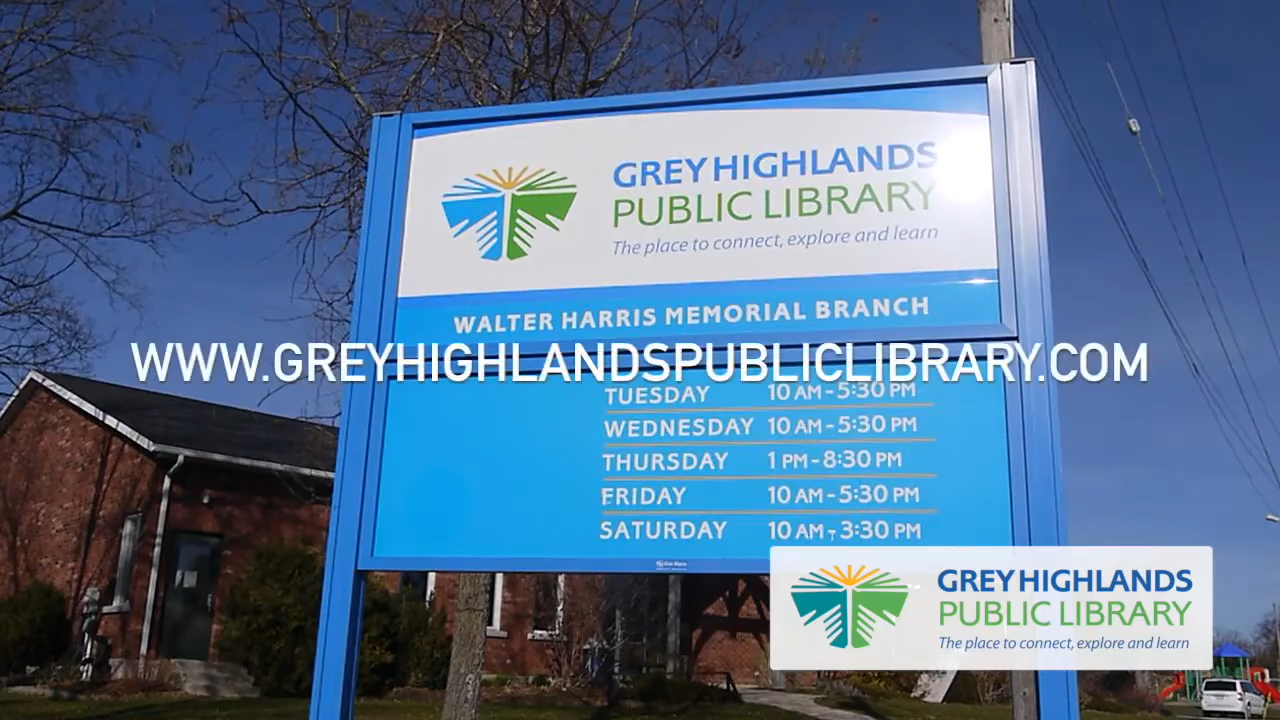 GREY HIGHLANDS
PUBLIC LIBRARY
The place to connect, explore and learn
WALTER HARRIS MEMORIAL BRANCH
WWW.GREYHIGHLANDSPUBLICLIBRARY.COM
TUESDAY 10 AM - 5:30 PM
WEDNESDAY 10 AM - 5:30 PM
THURSDAY 1 PM - 8:30 PM
FRIDAY 10 AM - 5:30 PM
SATURDAY 10 AM - 3:30 PM
GREY HIGHLANDS
PUBLIC LIBRARY
The place to connect, explore and learn